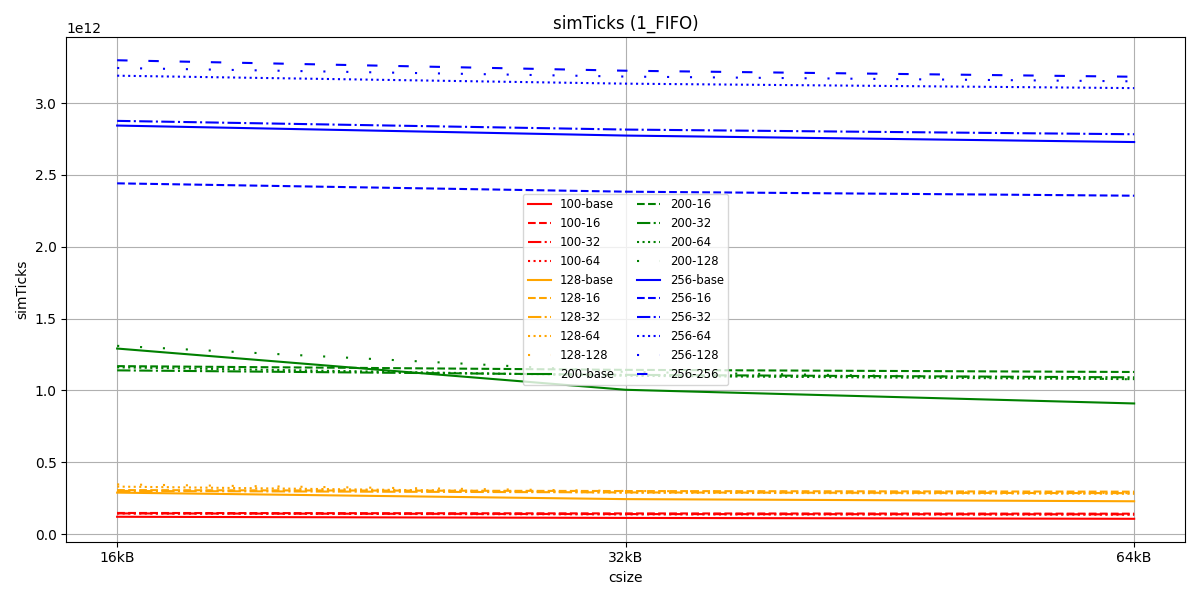 simTicks (1_FIFO)
1e12
simTicks
3.0
2.5
2.0
1.5
1.0
0.5
0.0
100-base
100-16
100-32
100-64
128-base
128-16
128-32
128-64
128-128
200-base
200-16
200-32
200-64
200-128
256-base
256-16
256-32
256-64
256-128
256-256
16kB
32kB
64kB
csize